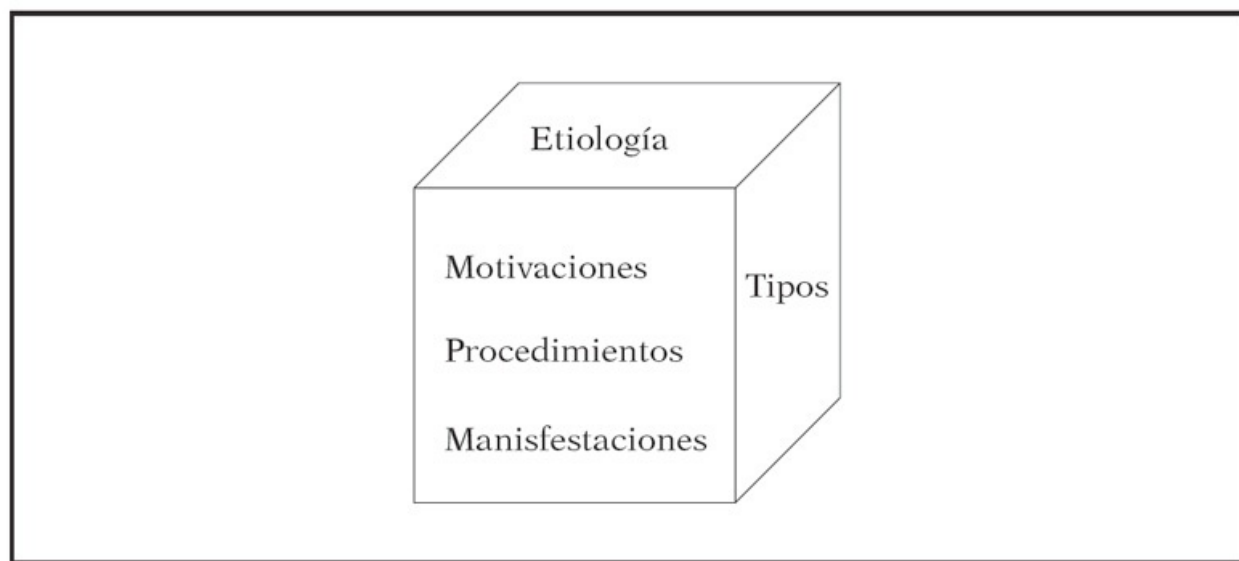 Etiología
Motivaciones
Tipos
Procedimientos
Manisfestaciones